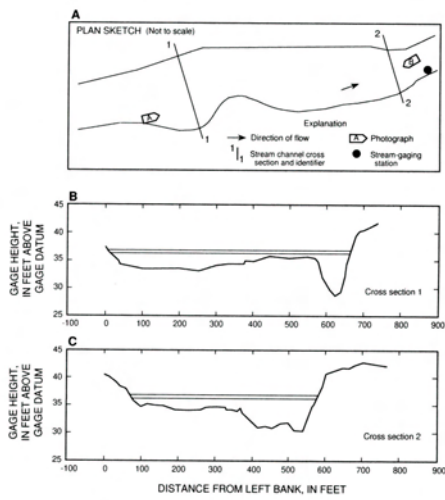 A
PLAN SKETCH (Not to scale)
1
2
A
B
2
1
Explanation
Direction of flow
A Photograph
1 1 Stream channel cross section and identifier
Stream-gaging station
B
GAGE HEIGHT, IN FEET ABOVE GAGE DATUM
45
40
35
30
25
Cross section 1
-100 0 100 200 300 400 500 600 700 800 900
C
GAGE HEIGHT, IN FEET ABOVE GAGE DATUM
45
40
35
30
25
Cross section 2
-100 0 100 200 300 400 500 600 700 800 900
DISTANCE FROM LEFT BANK, IN FEET